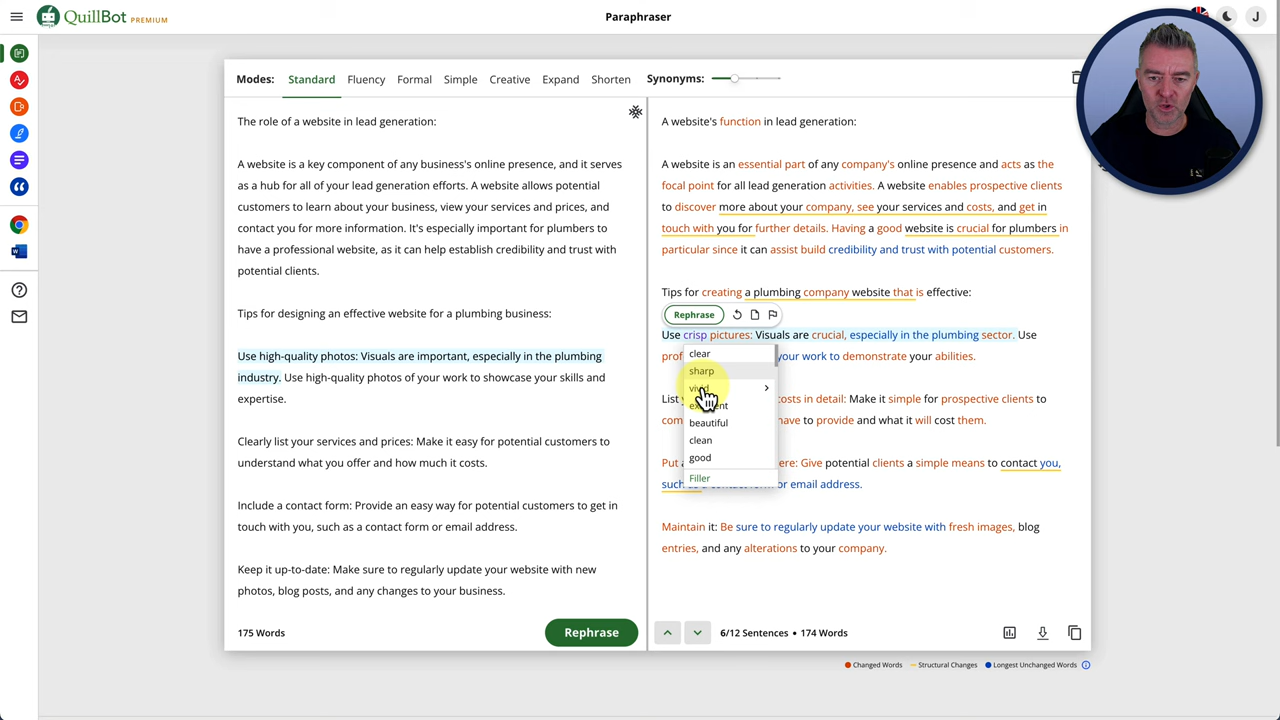 QuillBot PREMIUM
Paraphraser
J
Modes: Standard Fluency Formal Simple Creative Expand Shorten Synonyms:
The role of a website in lead generation:
A website is a key component of any business's online presence, and it serves
as a hub for all of your lead generation efforts. A website allows potential
customers to learn about your business, view your services and prices, and
contact you for more information. It's especially important for plumbers to
have a professional website, as it can help establish credibility and trust with
potential clients.
Tips for designing an effective website for a plumbing business:
Use high-quality photos: Visuals are important, especially in the plumbing
industry. Use high-quality photos of your work to showcase your skills and
expertise.
Clearly list your services and prices: Make it easy for potential customers to
understand what you offer and how much it costs.
Include a contact form: Provide an easy way for potential customers to get in
touch with you, such as a contact form or email address.
Keep it up-to-date: Make sure to regularly update your website with new
photos, blog posts, and any changes to your business.
175 Words
Rephrase
A website's function in lead generation:
A website is an essential part of any company's online presence and acts as the
focal point for all lead generation activities. A website enables prospective clients
to discover more about your company, see your services and costs, and get in
touch with you for further details. Having a good website is crucial for plumbers in
particular since it can assist build credibility and trust with potential customers.
Tips for creating a plumbing company website that is effective:
Rephrase
Use crisp pictures: Visuals are crucial, especially in the plumbing sector. Use
your work to demonstrate your abilities.
clear
sharp
beautiful
clean
good
Filler
costs in detail: Make it simple for prospective clients to
have to provide and what it will cost them.
Put Give potential clients a simple means to contact you,
or email address.
Maintain it: Be sure to regularly update your website with fresh images, blog
entries, and any alterations to your company.
6/12 Sentences • 174 Words
Changed Words Structural Changes Longest Unchanged Words